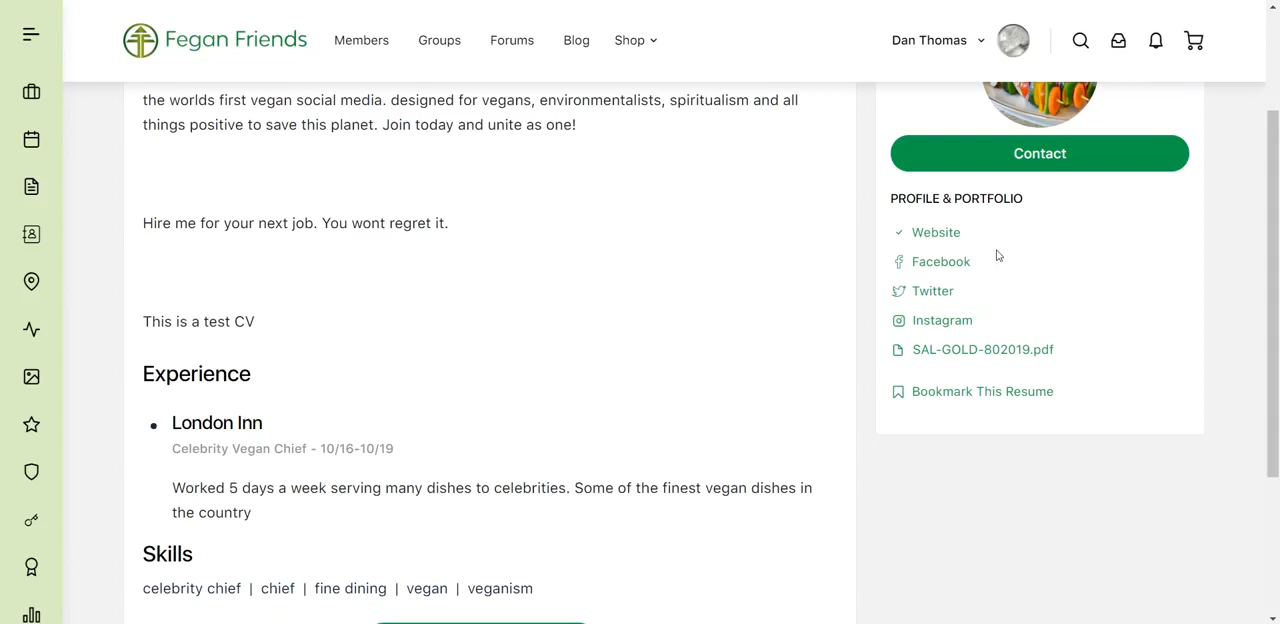 Fegan Friends
Members
Groups
Forums
Blog
Shop
Dan Thomas
the worlds first vegan social mdia. designed for vegans, environmentalists, spiritualism and all
things positive to save this planet. Join today and unite as one!
Hire me for your next job. You wont regret it.
This is a test CV
Experience
London Inn
Celebrity Vegan Chief - 10/16-10/19
Worked 5 days a week serving many dishes to celebrities. Some of the finest vegan dishes in
the country
Skills
celebrity chief | chief | fine dining | vegan | veganism
Contact
PROFILE & PORTFOLIO
Website
Facebook
Twitter
Instagram
SAL-GOLD-802019.pdf
Bookmark This Resume